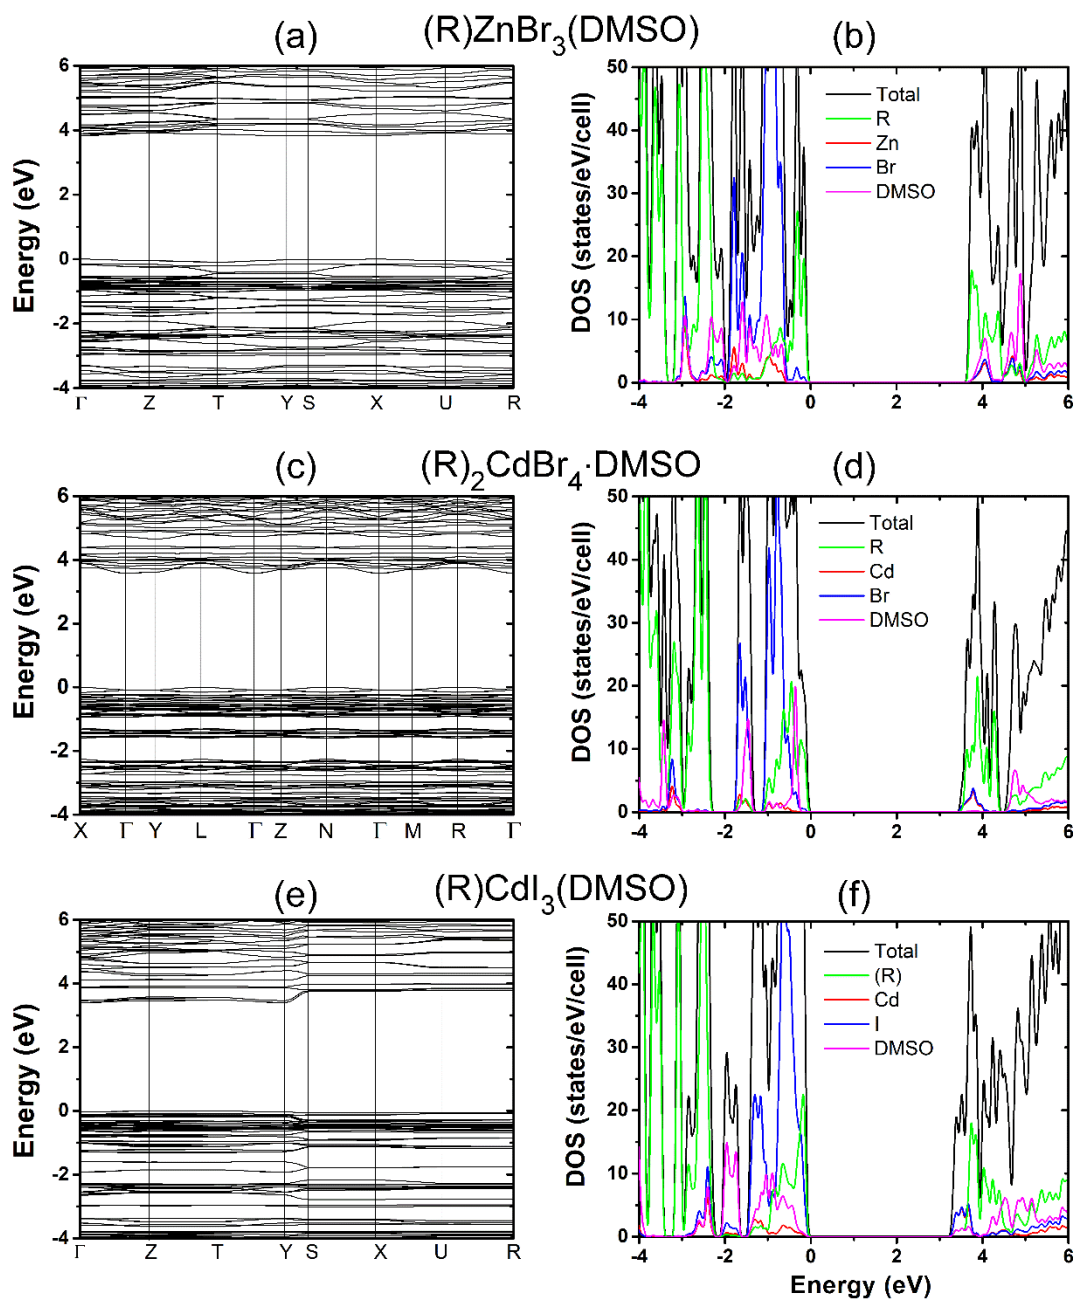 (a) (R)ZnBr₃(DMSO) (b)
6
4
2
0
-2
-4
Energy (eV)
Γ Z T Y S X U R
50
40
30
20
10
0
DOS (states/eV/cell)
Total
R
Zn
Br
DMSO
-4 -2 0 2 4 6
(c) (R)₂CdBr₄·DMSO (d)
6
4
2
0
-2
-4
Energy (eV)
X Γ Y L Γ Z N Γ M R Γ
50
40
30
20
10
0
DOS (states/eV/cell)
Total
R
Cd
Br
DMSO
-4 -2 0 2 4 6
(e) (R)CdI₃(DMSO) (f)
6
4
2
0
-2
-4
Energy (eV)
Γ Z T Y S X U R
50
40
30
20
10
0
DOS (states/eV/cell)
Total
(R)
Cd
I
DMSO
-4 -2 0 2 4 6
Energy (eV)